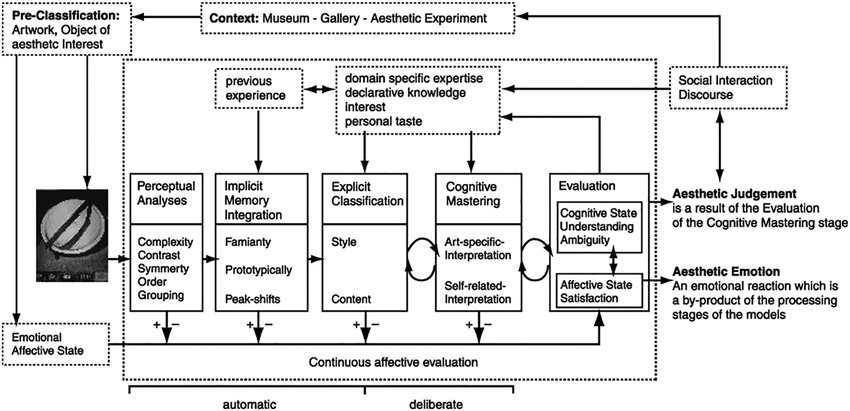 Pre-Classification:
Artwork, Object of
aesthetc Interest
Context: Museum - Gallery - Aesthetic Experiment
previous
experience
domain specific expertise
declarative knowledge
interest
personal taste
Social Interaction
Discourse
Perceptual
Analyses
Complexity
Contrast
Symmerty
Order
Grouping
Implicit
Memory
Integration
Famianty
Prototypically
Peak-shifts
Explicit
Classification
Style
Content
Cognitive
Mastering
Art-specific-
Interpretation
Self-related-
Interpretation
Evaluation
Cognitive State
Understanding
Ambiguity
Affective State
Satisfaction
Aesthetic Judgement
is a result of the Evaluation
of the Cognitive Mastering stage
Aesthetic Emotion
An emotional reaction which is
a by-product of the processing
stages of the models
+ −
+ −
+ −
+ −
Emotional
Affective State
Continuous affective evaluation
automatic
deliberate